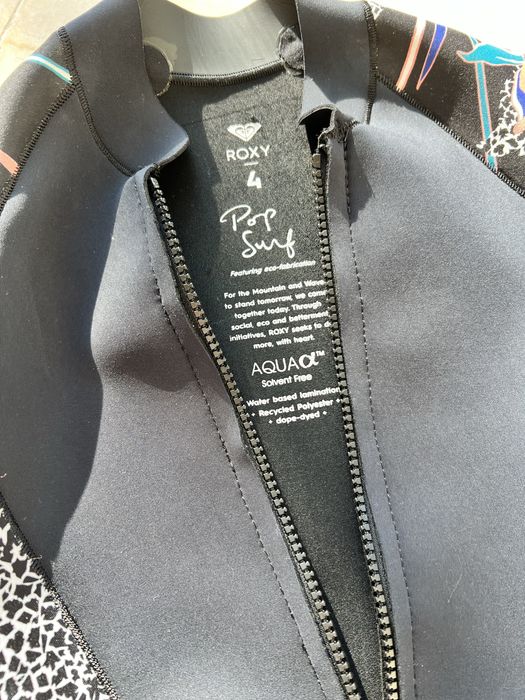 ROXY
4
Pop
Surf
Featuring eco-fabrication
For the Mountain and Wave
to stand tomorrow, we come
together today. Through
social, eco and betterment
initiatives, ROXY seeks to
more, with heart.
AQUAα™
Solvent Free
Water based lamination
• Recycled Polyester •
• dope-dyed •